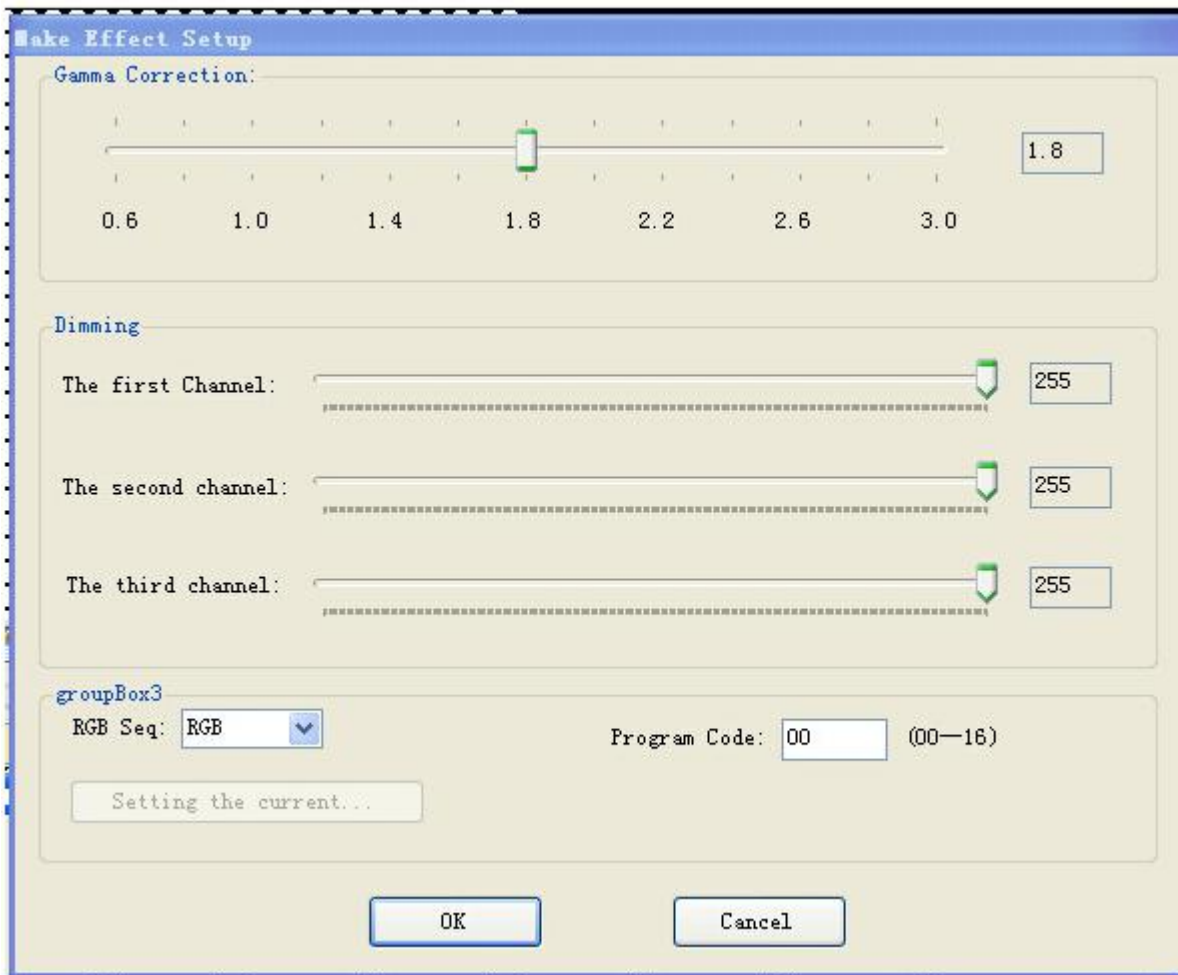 Make Effect Setup
Gamma Correction:
1.8
0.6 1.0 1.4 1.8 2.2 2.6 3.0
Dimming
The first Channel: 255
The second channel: 255
The third channel: 255
groupBox3
RGB Seq: RGB Program Code: 00 (00—16)
Setting the current...
OK Cancel